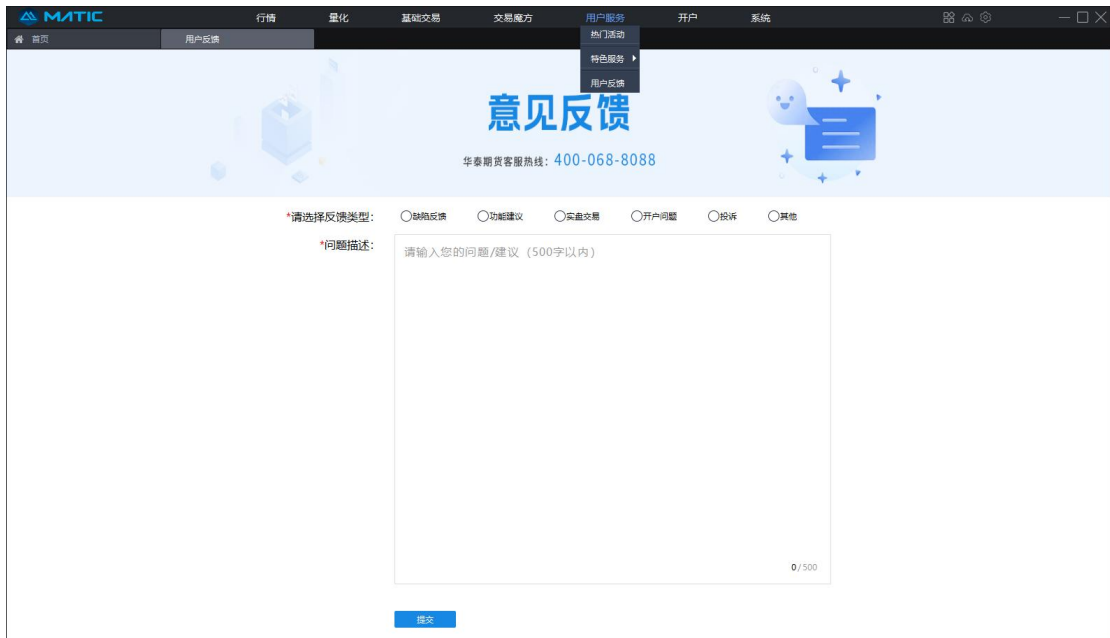 MATIC
行情 量化 基础交易 交易魔方 用户服务 开户 系统
首页 用户反馈
热门活动
特色服务
用户反馈
意见反馈
华泰期货客服热线：400-068-8088
*请选择反馈类型： 缺陷反馈 功能建议 实盘交易 开户问题 投诉 其他
*问题描述：
请输入您的问题/建议（500字以内）
0/500
提交